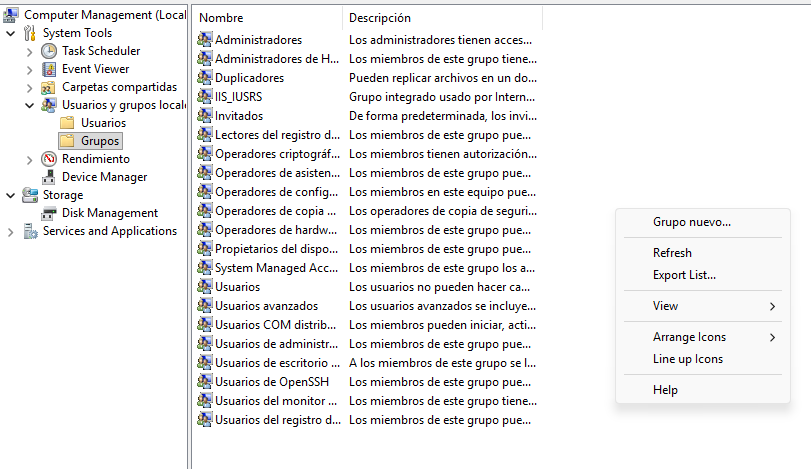 Computer Management (Local
System Tools
Task Scheduler
Event Viewer
Carpetas compartidas
Usuarios y grupos locale
Usuarios
Grupos
Rendimiento
Device Manager
Storage
Disk Management
Services and Applications
Nombre Descripción
Administradores Los administradores tienen acces...
Administradores de H... Los miembros de este grupo tiene...
Duplicadores Pueden replicar archivos en un do...
IIS_IUSRS Grupo integrado usado por Intern...
Invitados De forma predeterminada, los invi...
Lectores del registro d... Los miembros de este grupo pue...
Operadores criptográf... Los miembros tienen autorización...
Operadores de asisten... Los miembros de este grupo pue...
Operadores de config... Los miembros en este equipo pue...
Operadores de copia ... Los operadores de copia de seguri...
Operadores de hardw... Los miembros de este grupo pue...
Propietarios del dispo... Los miembros de este grupo pue...
System Managed Acc... Los miembros de este grupo los a...
Usuarios Los usuarios no pueden hacer ca...
Usuarios avanzados Los usuarios avanzados se incluye...
Usuarios COM distrib... Los miembros pueden iniciar, acti...
Usuarios de administr... Los miembros de este grupo pue...
Usuarios de escritorio ... A los miembros de este grupo se l...
Usuarios de OpenSSH Los miembros de este grupo pue...
Usuarios del monitor ... Los miembros de este grupo tiene...
Usuarios del registro d... Los miembros de este grupo pue...
Grupo nuevo...
Refresh
Export List...
View
Arrange Icons
Line up Icons
Help